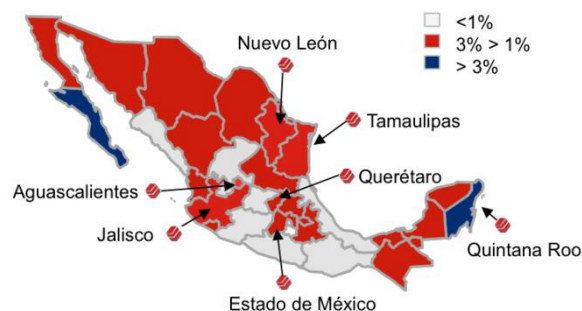 <1%
3% > 1%
> 3%
Nuevo León
Tamaulipas
Aguascalientes
Querétaro
Jalisco
Quintana Roo
Estado de México